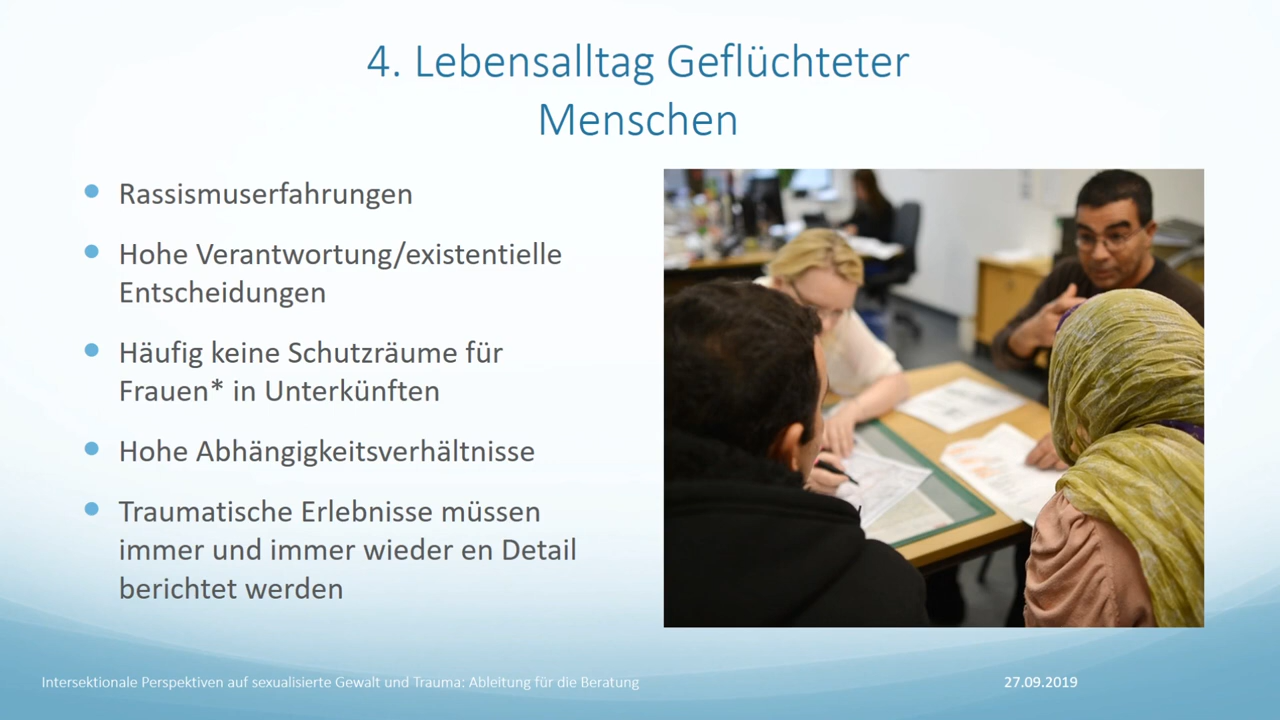 4. Lebensalltag Geflüchteter
Menschen
Rassismuserfahrungen
Hohe Verantwortung/existentielle
Entscheidungen
Häufig keine Schutzräume für
Frauen* in Unterkünften
Hohe Abhängigkeitsverhältnisse
Traumatische Erlebnisse müssen
immer und immer wieder en Detail
berichtet werden
Intersektionale Perspektiven auf sexualisierte Gewalt und Trauma: Ableitung für die Beratung
27.09.2019